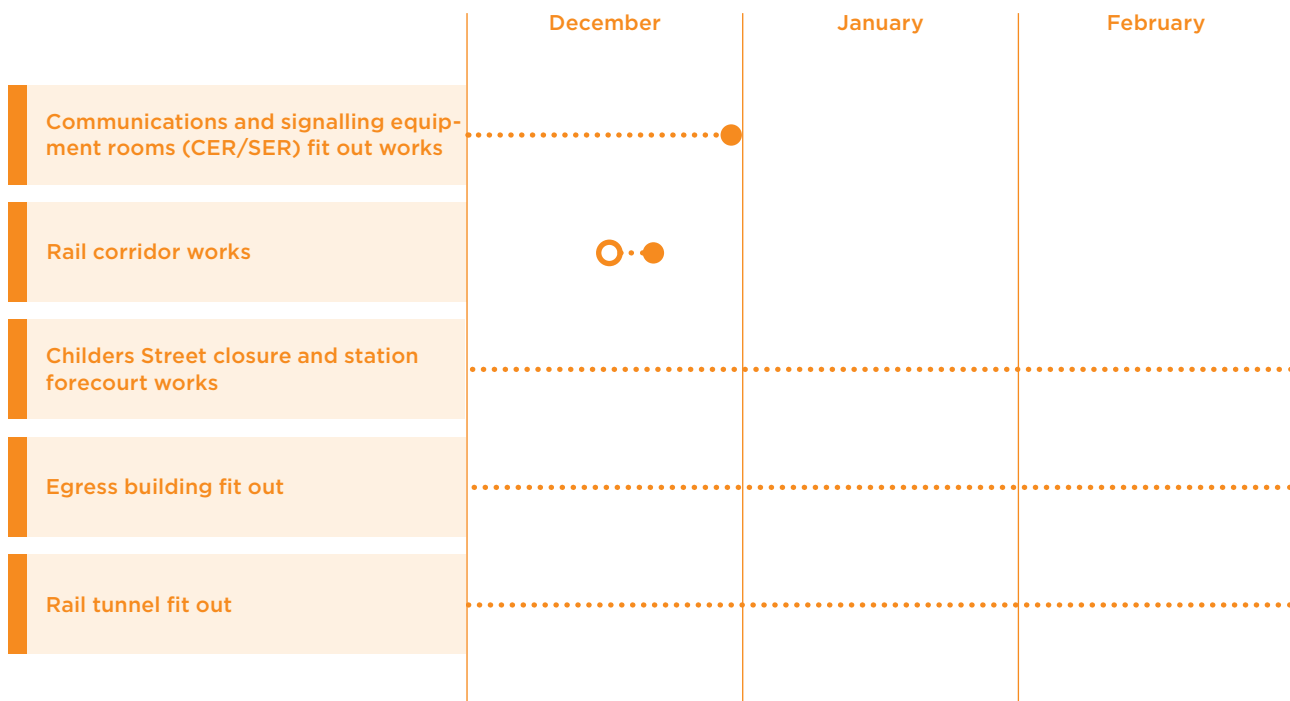 December
January
February
Communications and signalling equip-
ment rooms (CER/SER) fit out works
Rail corridor works
Childers Street closure and station
forecourt works
Egress building fit out
Rail tunnel fit out